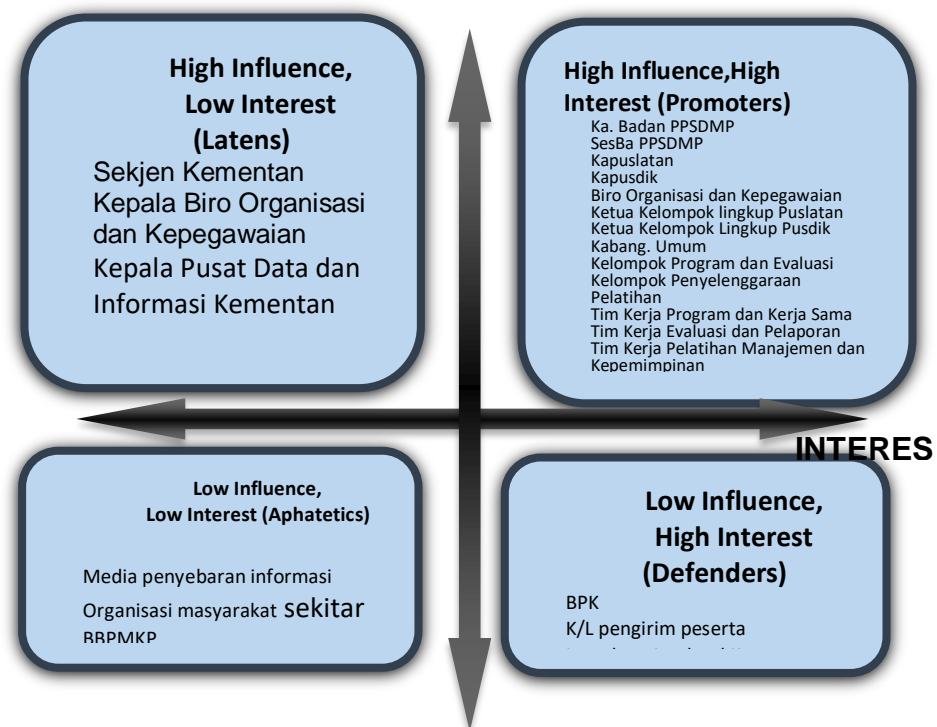 High Influence,
Low Interest
(Latens)
Sekjen Kementan
Kepala Biro Organisasi
dan Kepegawaian
Kepala Pusat Data dan
Informasi Kementan
High Influence,High
Interest (Promoters)
Ka. Badan PPSDMP
SesBa PPSDMP
Kapuslatan
Kapusdik
Biro Organisasi dan Kepegawaian
Ketua Kelompok lingkup Puslatan
Ketua Kelompok Lingkup Pusdik
Kabang. Umum
Kelompok Program dan Evaluasi
Kelompok Penyelenggaraan
Pelatihan
Tim Kerja Program dan Kerja Sama
Tim Kerja Evaluasi dan Pelaporan
Tim Kerja Pelatihan Manajemen dan
Kepemimpinan
INTERES
Low Influence,
Low Interest (Aphatetics)
Media penyebaran informasi
Organisasi masyarakat sekitar
BBPMKP
Low Influence,
High Interest
(Defenders)
BPK
K/L pengirim peserta